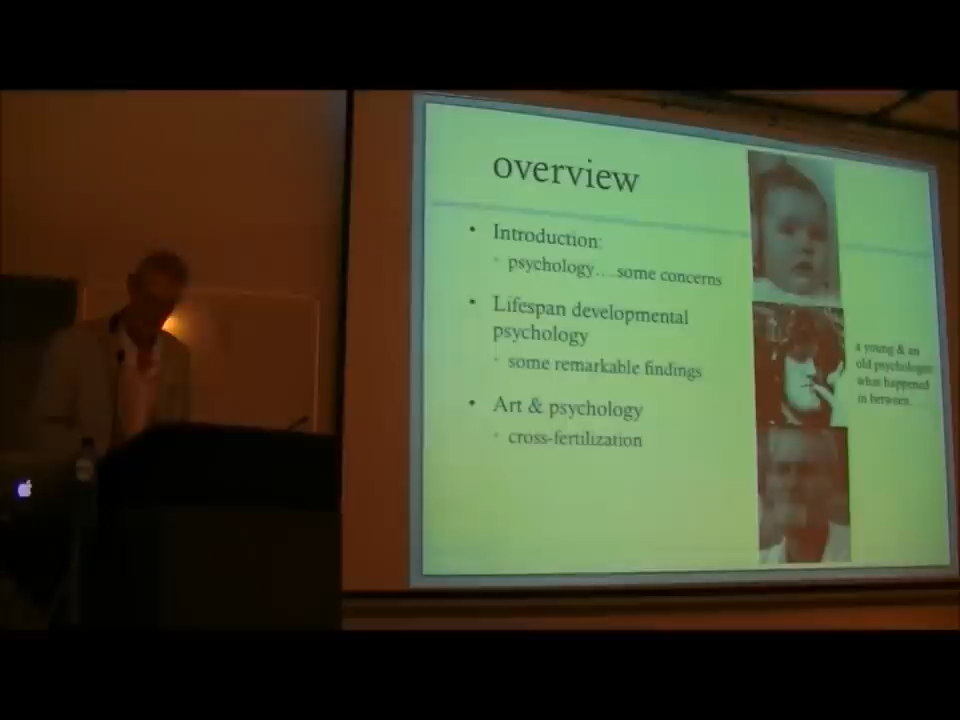 overview
• Introduction:
• psychology... some concerns
• Lifespan developmental
psychology
• some remarkable findings
• Art & psychology
• cross-fertilization
a young & an
old psychologist
what happened
in between...